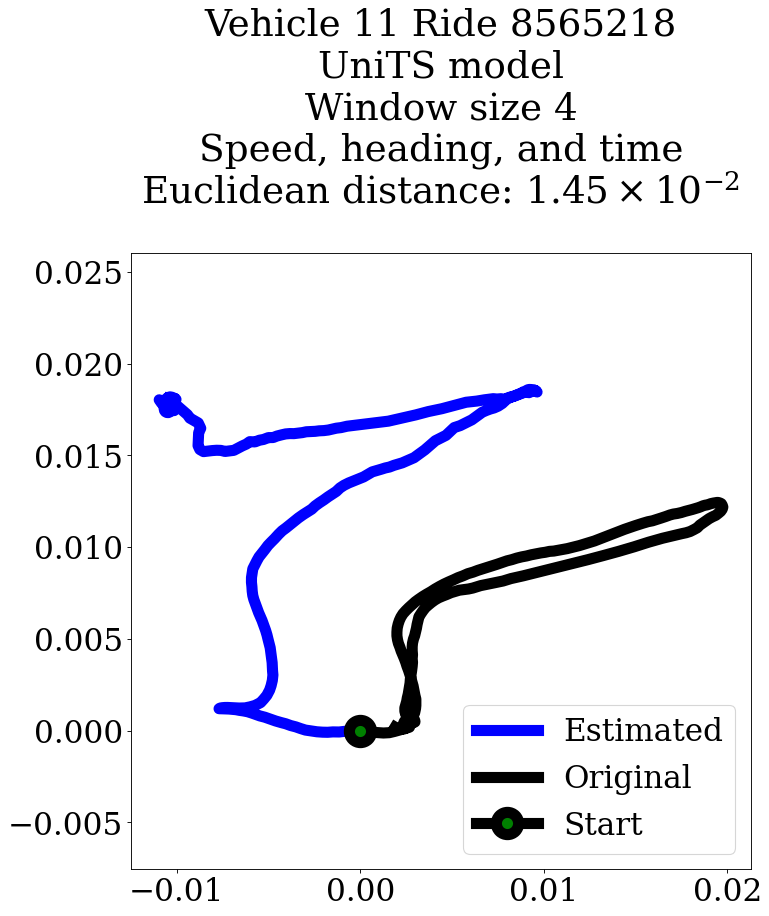 Vehicle 11 Ride 8565218
UniTS model
Window size 4
Speed, heading, and time
Euclidean distance: 1.45 × 10⁻²
0.025
0.020
0.015
0.010
0.005
0.000
−0.005
−0.01
0.00
0.01
0.02
Estimated
Original
Start